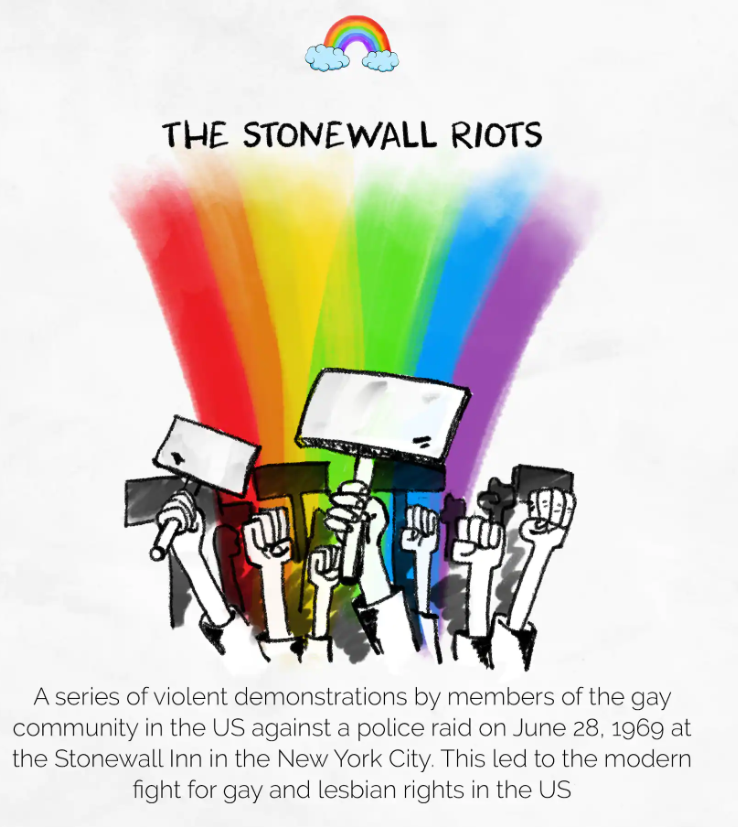 THE STONEWALL RIOTS
A series of violent demonstrations by members of the gay
community in the US against a police raid on June 28, 1969 at
the Stonewall Inn in the New York City. This led to the modern
fight for gay and lesbian rights in the US